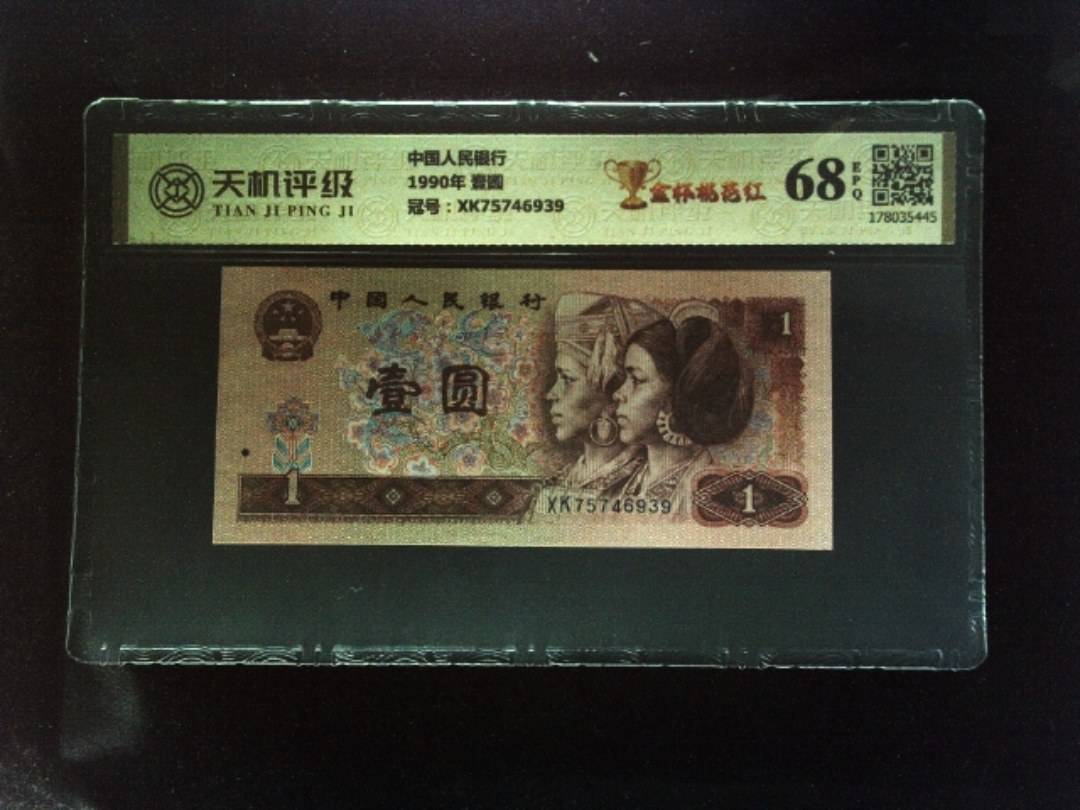 天机评级
TIAN JI PING JI
中国人民银行
1990年 壹圆
冠号：XK75746939
金杯桃花红
68
EPQ
178035445
中国人民银行
壹圆
1
1
XK75746939
1